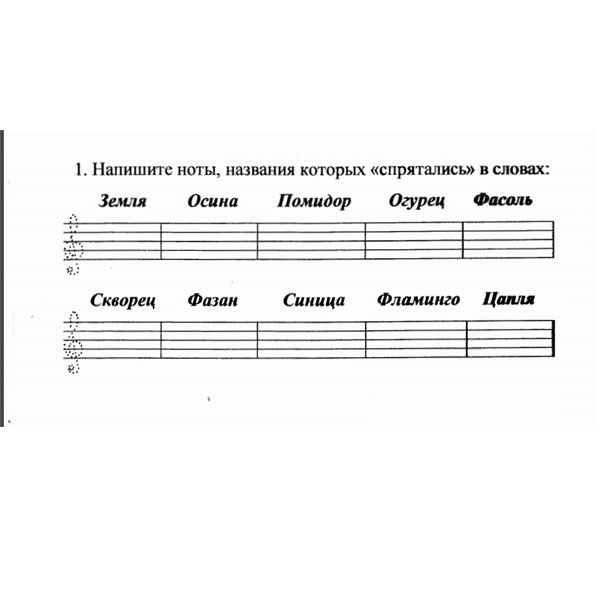 1. Напишите ноты, названия которых «спрятались» в словах:
Земля Осина Помидор Огурец Фасоль
Скворец Фазан Синица Фламинго Цапля